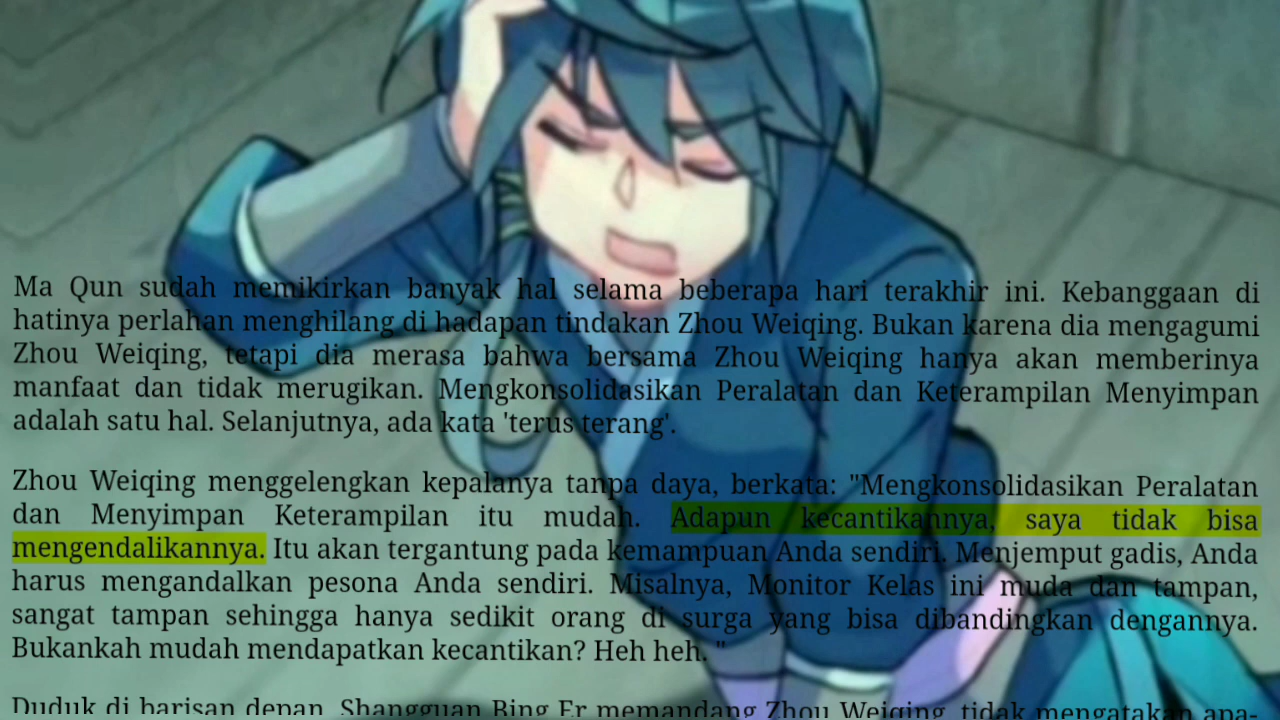 Ma Qun sudah memikirkan banyak hal selama beberapa hari terakhir ini. Kebanggaan di
hatinya perlahan menghilang di hadapan tindakan Zhou Weiqing. Bukan karena dia mengagumi
Zhou Weiqing, tetapi dia merasa bahwa bersama Zhou Weiqing hanya akan memberinya
manfaat dan tidak merugikan. Mengkonsolidasikan Peralatan dan Keterampilan Menyimpan
adalah satu hal. Selanjutnya, ada kata 'terus terang'.
Zhou Weiqing menggelengkan kepalanya tanpa daya, berkata: "Mengkonsolidasikan Peralatan
dan Menyimpan Keterampilan itu mudah. Adapun kecantikannya, saya tidak bisa
mengendalikannya. Itu akan tergantung pada kemampuan Anda sendiri. Menjemput gadis, Anda
harus mengandalkan pesona Anda sendiri. Misalnya, Monitor Kelas ini muda dan tampan,
sangat tampan sehingga hanya sedikit orang di surga yang bisa dibandingkan dengannya.
Bukankah mudah mendapatkan kecantikan? Heh heh. "
Duduk di barisan depan, Shangguan Bing Er memandang Zhou Weiqing, tidak mengatakan apa-